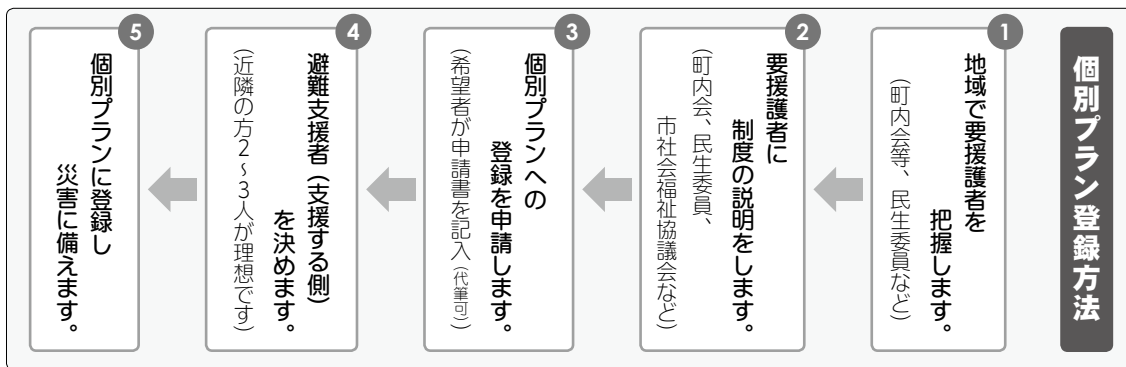 個別プラン登録方法
1
地域で要援護者を
把握します。
（町内会等、民生委員など）
2
要援護者に
制度の説明をします。
（町内会、民生委員、
市社会福祉協議会など）
3
個別プランへの
登録を申請します。
（希望者が申請書を記入（代筆可））
4
避難支援者（支援する側）
を決めます。
（近隣の方2～3人が理想です）
5
個別プランに登録し
災害に備えます。